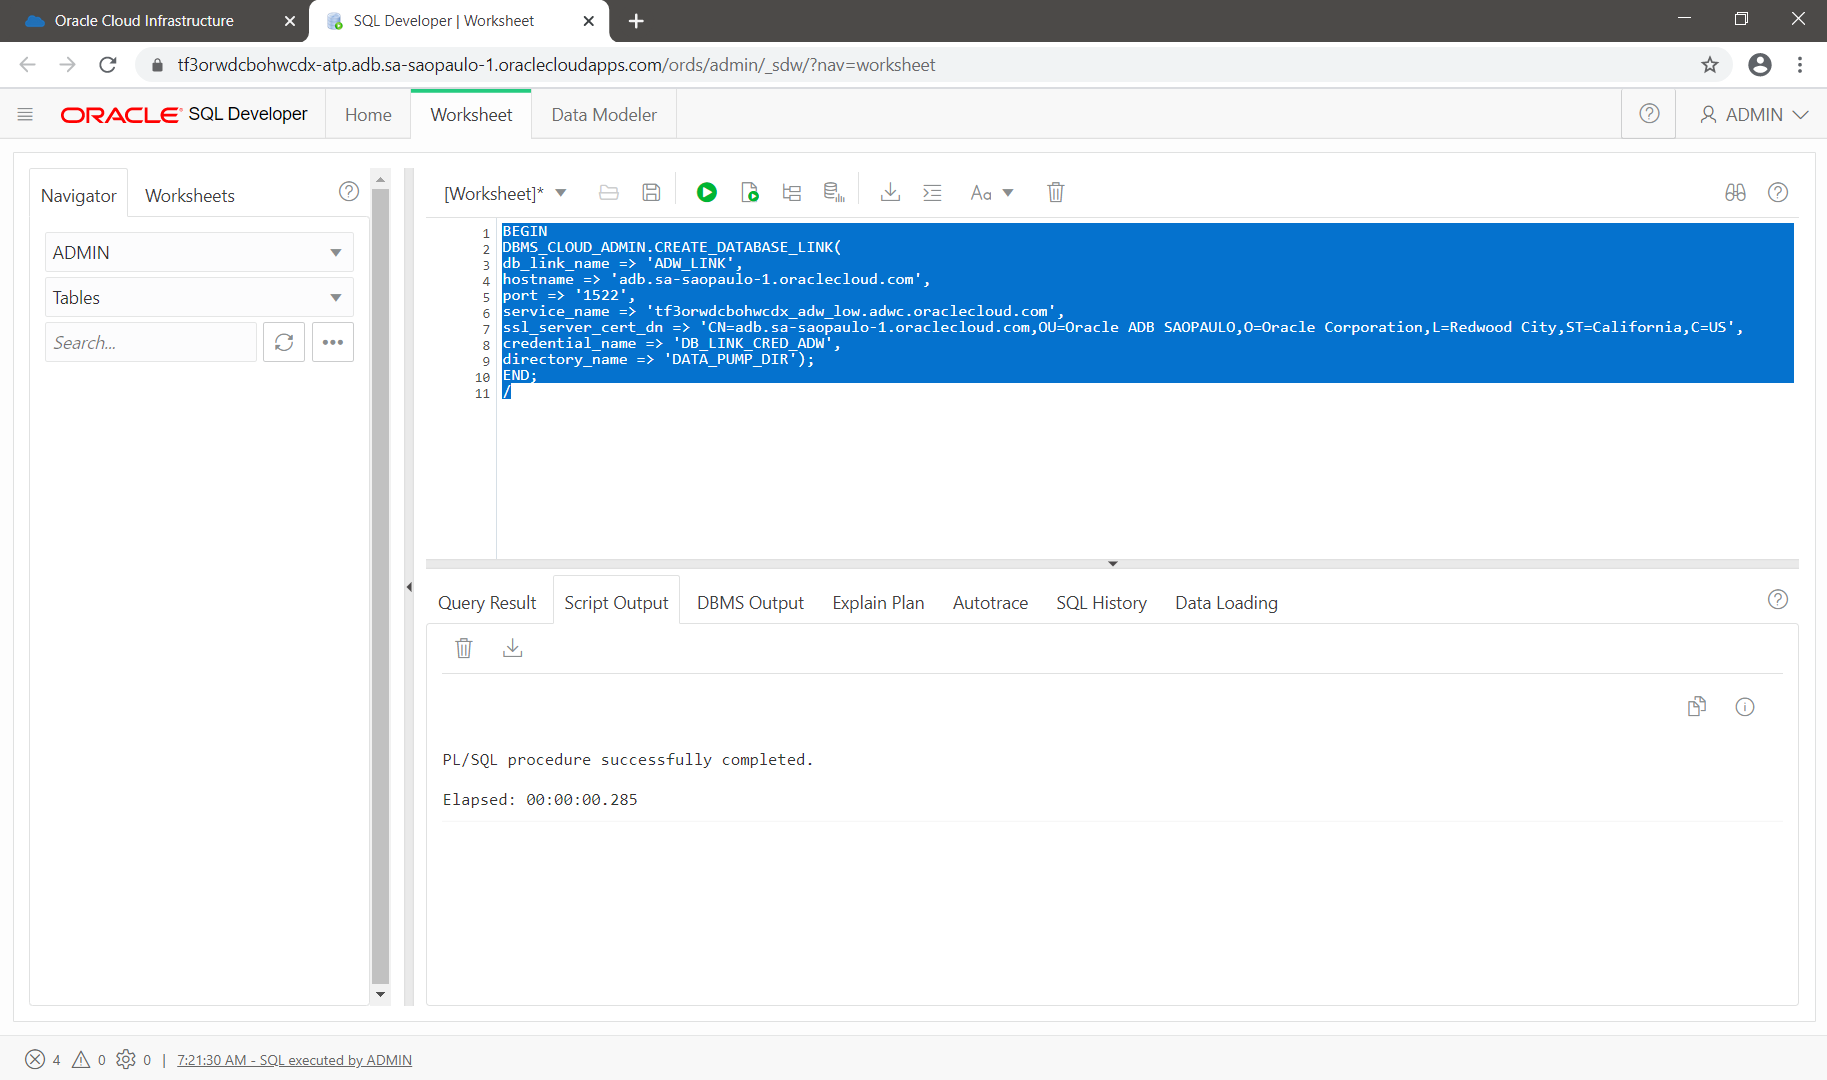 Oracle Cloud Infrastructure
SQL Developer | Worksheet
tf3orwdcbohwcdx-atp.adb.sa-saopaulo-1.oraclecloudapps.com/ords/admin/_sdw/?nav=worksheet
ORACLE SQL Developer
Home
Worksheet
Data Modeler
ADMIN
Navigator
Worksheets
ADMIN
Tables
Search...
[Worksheet]*
Aa
1 BEGIN
2 DBMS_CLOUD_ADMIN.CREATE_DATABASE_LINK(
3 db_link_name => 'ADW_LINK',
4 hostname => 'adb.sa-saopaulo-1.oraclecloud.com',
5 port => '1522',
6 service_name => 'tf3orwdcbohwcdx_adw_low.adwc.oraclecloud.com',
7 ssl_server_cert_dn => 'CN=adb.sa-saopaulo-1.oraclecloud.com,OU=Oracle ADB SAOPAULO,O=Oracle Corporation,L=Redwood City,ST=California,C=US',
8 credential_name => 'DB_LINK_CRED_ADW',
9 directory_name => 'DATA_PUMP_DIR');
10 END;
11 /
Query Result
Script Output
DBMS Output
Explain Plan
Autotrace
SQL History
Data Loading
PL/SQL procedure successfully completed.
Elapsed: 00:00:00.285
4 0 0 | 7:21:30 AM - SQL executed by ADMIN